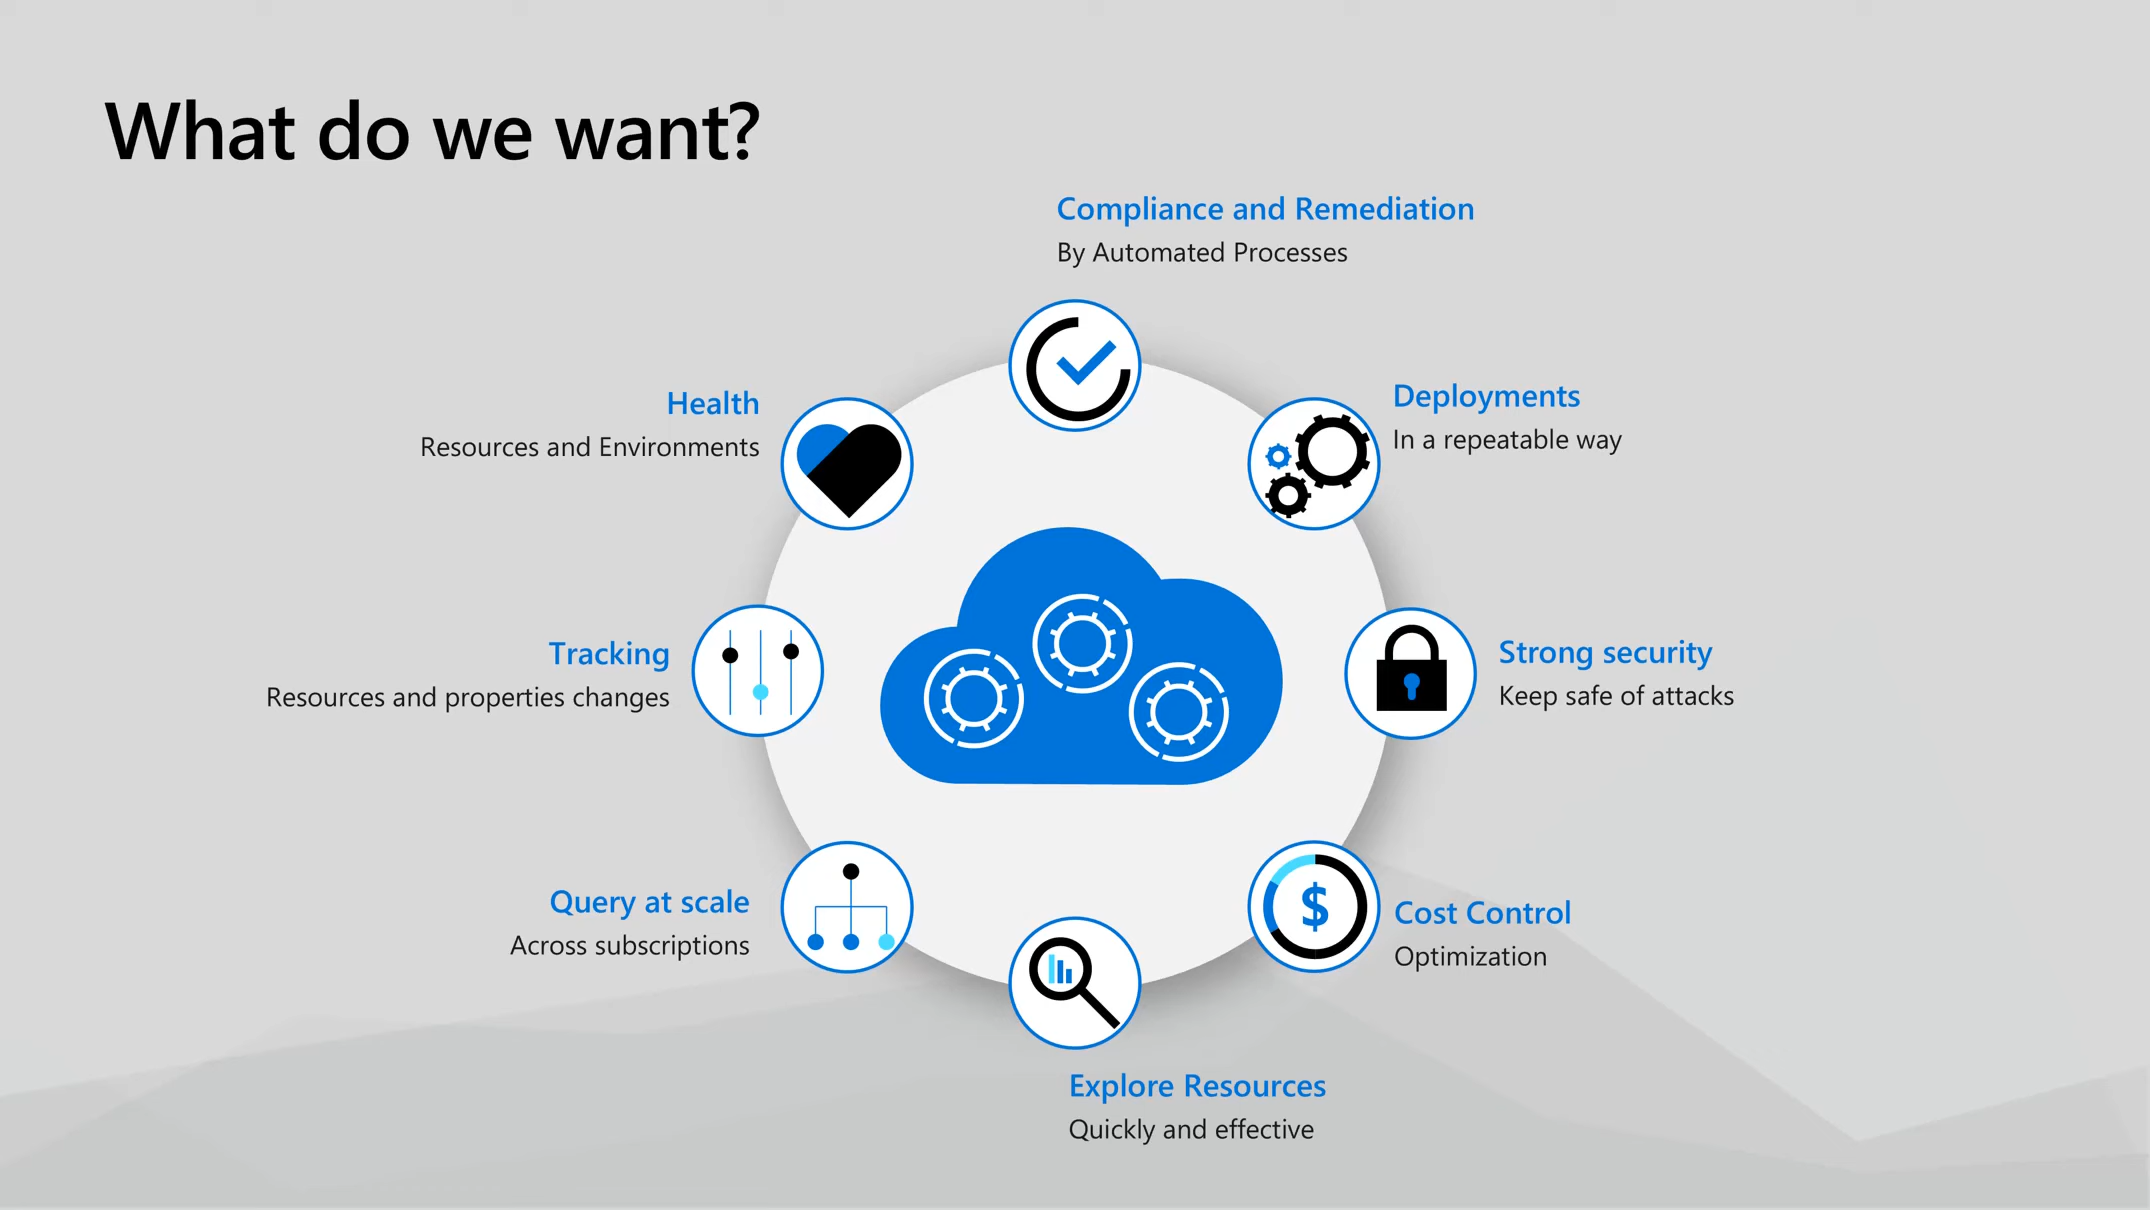 What do we want?
Compliance and Remediation
By Automated Processes
Deployments
In a repeatable way
Strong security
Keep safe of attacks
Cost Control
Optimization
Explore Resources
Quickly and effective
Query at scale
Across subscriptions
Tracking
Resources and properties changes
Health
Resources and Environments
$